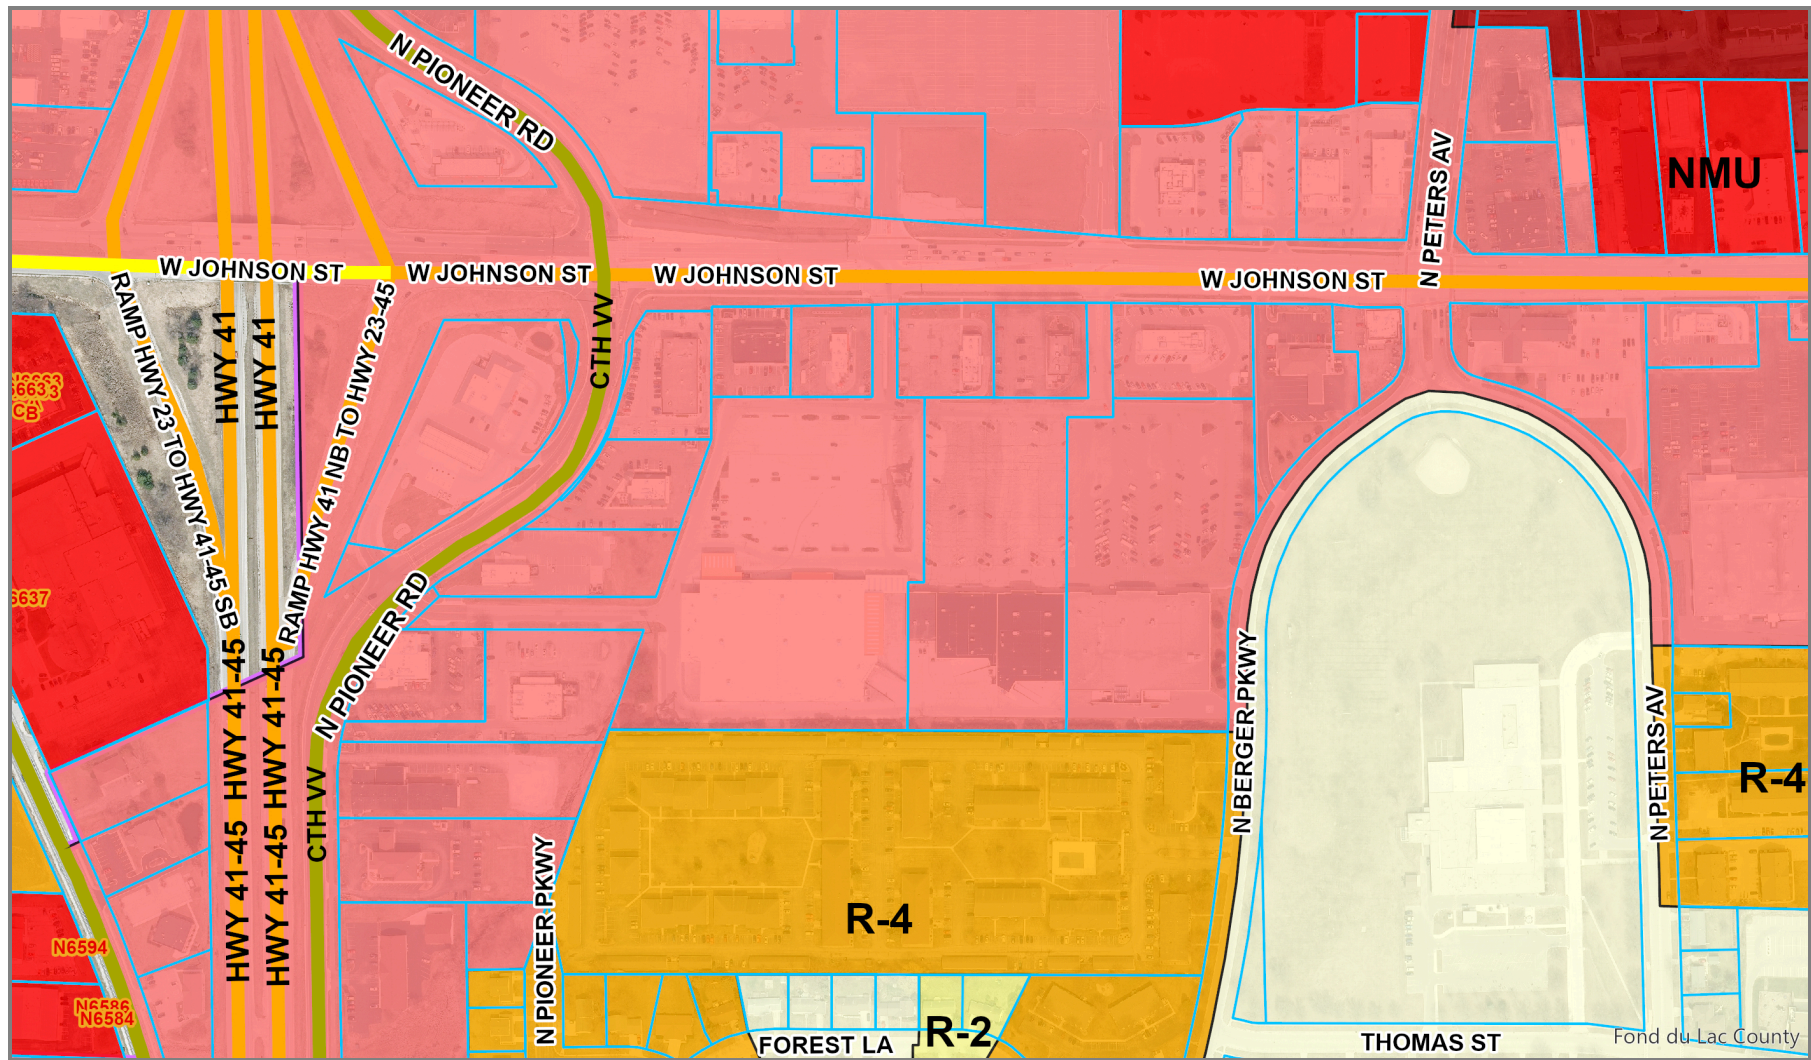 N PIONEER RD
N PETERS AV
NMU
W JOHNSON ST
W JOHNSON ST
W JOHNSON ST
W JOHNSON ST
RAMP HWY 23 TO HWY 41-45 SB
HWY 41
HWY 41
RAMP HWY 41 NB TO HWY 23-45
CTH VV
CB
6637
N PIONEER RD
HWY 41-45
HWY 41-45
N BERGER PKWY
N PETERS AV
R-4
CTH VV
HWY 41-45
HWY 41-45
N PIONEER PKWY
R-4
N6594
N6586
N6584
R-2
FOREST LA
THOMAS ST
Fond du Lac County